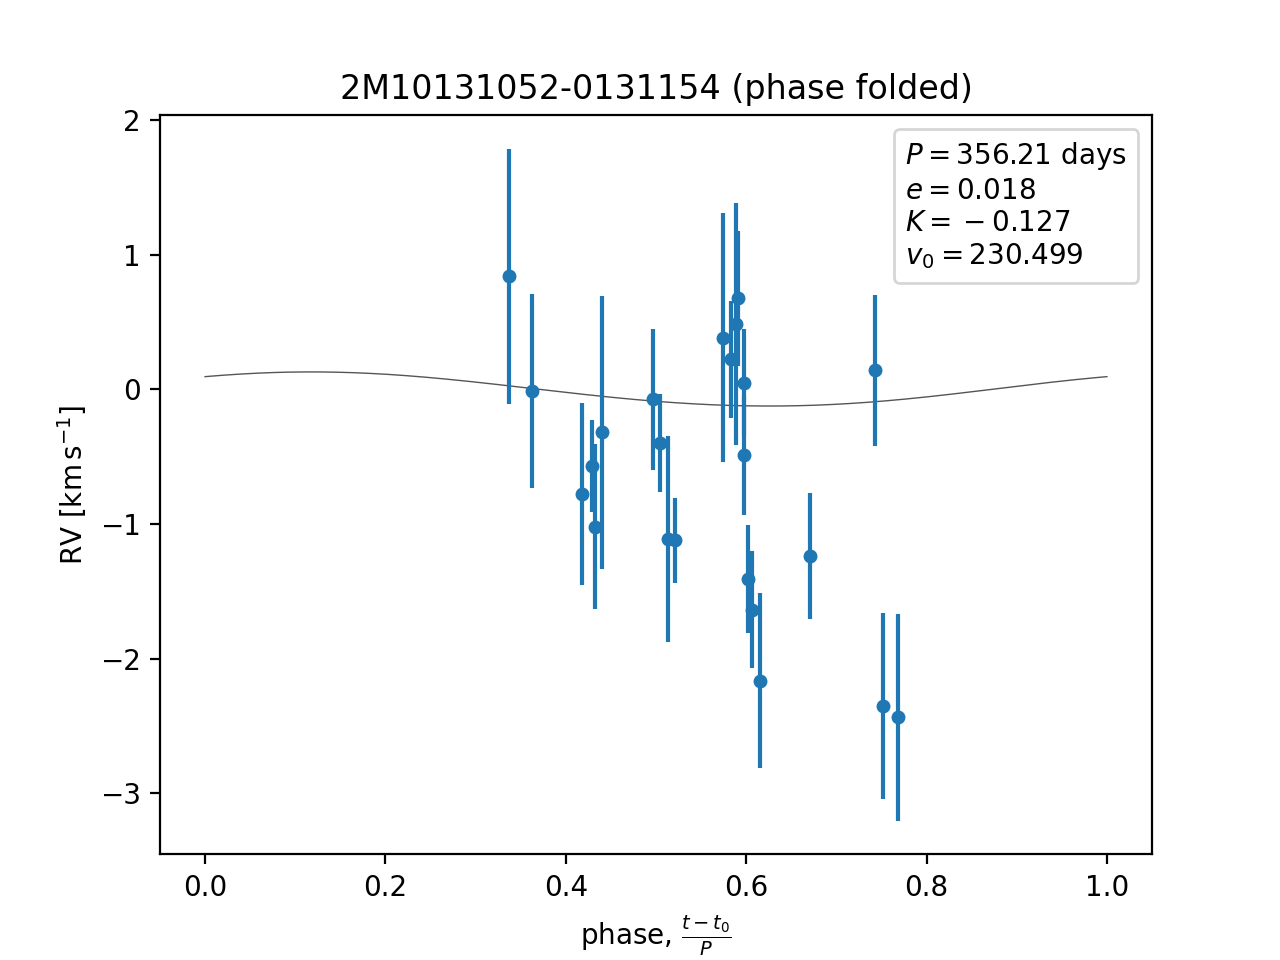 2M10131052-0131154 (phase folded)
P = 356.21 days
e = 0.018
K = −0.127
v₀ = 230.499
2
1
0
−1
−2
−3
RV [km s⁻¹]
0.0 0.2 0.4 0.6 0.8 1.0
phase, (t − t₀)/P